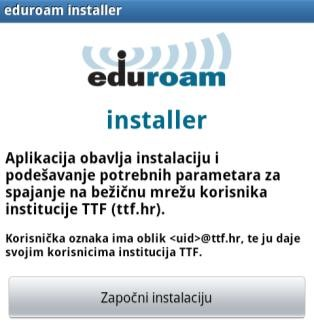 eduroam installer
eduroam
installer
Aplikacija obavlja instalaciju i
podešavanje potrebnih parametara za
spajanje na bežičnu mrežu korisnika
institucije TTF (ttf.hr).
Korisnička oznaka ima oblik <uid>@ttf.hr, te ju daje
svojim korisnicima institucija TTF.
Započni instalaciju